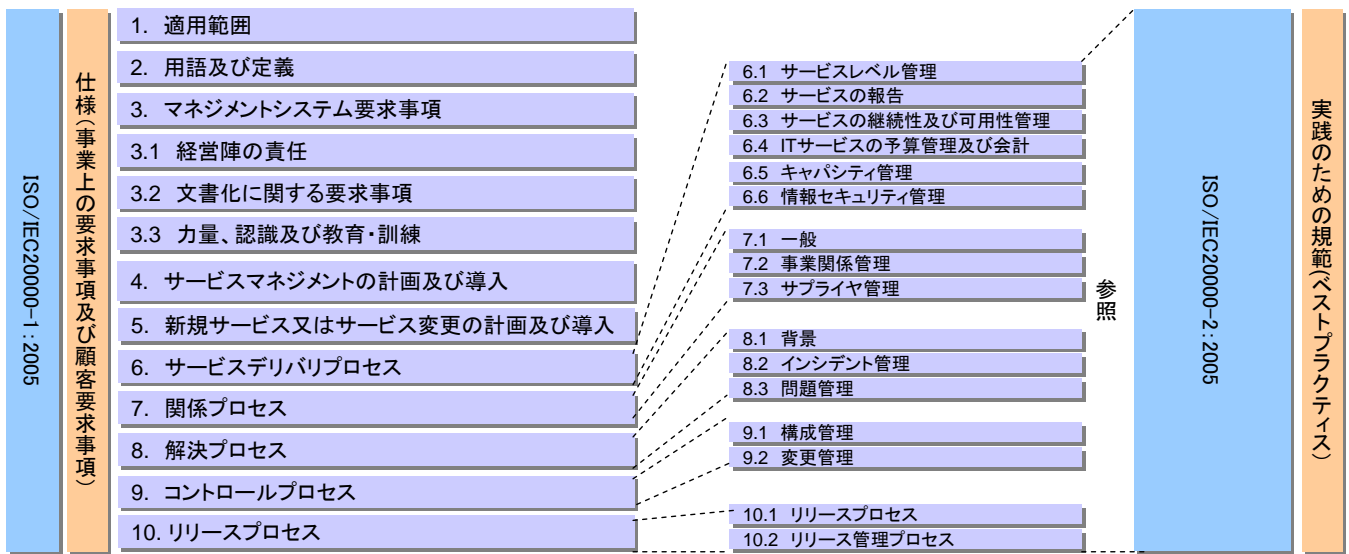 ISO/IEC20000-1:2005
仕様(事業上の要求事項及び顧客要求事項)
1. 適用範囲
2. 用語及び定義
3. マネジメントシステム要求事項
3.1 経営陣の責任
3.2 文書化に関する要求事項
3.3 力量、認識及び教育・訓練
4. サービスマネジメントの計画及び導入
5. 新規サービス又はサービス変更の計画及び導入
6. サービスデリバリプロセス
7. 関係プロセス
8. 解決プロセス
9. コントロールプロセス
10. リリースプロセス
6.1 サービスレベル管理
6.2 サービスの報告
6.3 サービスの継続性及び可用性管理
6.4 ITサービスの予算管理及び会計
6.5 キャパシティ管理
6.6 情報セキュリティ管理
7.1 一般
7.2 事業関係管理
7.3 サプライヤ管理
8.1 背景
8.2 インシデント管理
8.3 問題管理
9.1 構成管理
9.2 変更管理
10.1 リリースプロセス
10.2 リリース管理プロセス
参照
ISO/IEC20000-2:2005
実践のための規範(ベストプラクティス)